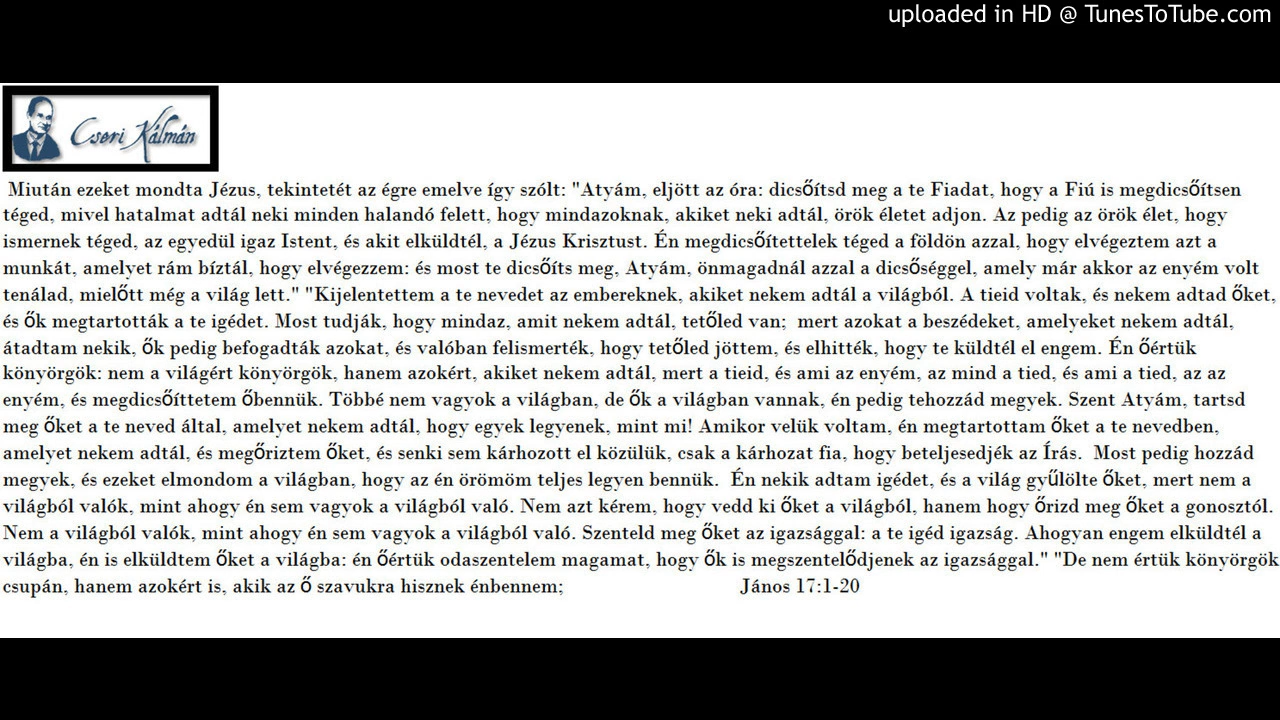 uploaded in HD @ TunesToTube.com
Cseri Kálmán
Miután ezeket mondta Jézus, tekintetét az égre emelve így szólt: "Atyám, eljött az óra: dicsőítsd meg a te Fiadat, hogy a Fiú is megdicsőítsen
téged, mivel hatalmat adtál neki minden halandó felett, hogy mindazoknak, akiket neki adtál, örök életet adjon. Az pedig az örök élet, hogy
ismernek téged, az egyedül igaz Istent, és akit elküldtél, a Jézus Krisztust. Én megdicsőítettelek téged a földön azzal, hogy elvégeztem azt a
munkát, amelyet rám bíztál, hogy elvégezzem: és most te dicsőíts meg, Atyám, önmagadnál azzal a dicsőséggel, amely már akkor az enyém volt
tenálad, mielőtt még a világ lett." "Kijelentettem a te nevedet az embereknek, akiket nekem adtál a világból. A tieid voltak, és nekem adtad őket,
és ők megtartották a te igédet. Most tudják, hogy mindaz, amit nekem adtál, tetőled van;  mert azokat a beszédeket, amelyeket nekem adtál,
átadtam nekik, ők pedig befogadták azokat, és valóban felismerték, hogy tetőled jöttem, és elhitték, hogy te küldtél el engem. Én őértük
könyörgök: nem a világért könyörgök, hanem azokért, akiket nekem adtál, mert a tieid, és ami az enyém, az mind a tied, és ami a tied, az az
enyém, és megdicsőíttetem őbennük. Többé nem vagyok a világban, de ők a világban vannak, én pedig tehozzád megyek. Szent Atyám, tartsd
meg őket a te neved által, amelyet nekem adtál, hogy egyek legyenek, mint mi! Amikor velük voltam, én megtartottam őket a te nevedben,
amelyet nekem adtál, és megőriztem őket, és senki sem kárhozott el közülük, csak a kárhozat fia, hogy beteljesedjék az Írás.  Most pedig hozzád
megyek, és ezeket elmondom a világban, hogy az én örömöm teljes legyen bennük.  Én nekik adtam igédet, és a világ gyűlölte őket, mert nem a
világból valók, mint ahogy én sem vagyok a világból való. Nem azt kérem, hogy vedd ki őket a világból, hanem hogy őrizd meg őket a gonosztól.
Nem a világból valók, mint ahogy én sem vagyok a világból való. Szenteld meg őket az igazsággal: a te igéd igazság. Ahogyan engem elküldtél a
világba, én is elküldtem őket a világba: én őértük odaszentelem magamat, hogy ők is megszentelődjenek az igazsággal." "De nem értük könyörgök
csupán, hanem azokért is, akik az ő szavukra hisznek énbennem; János 17:1-20